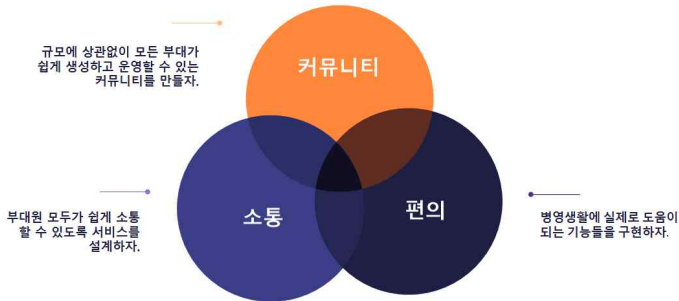 커뮤니티
규모에 상관없이 모든 부대가
쉽게 생성하고 운영할 수 있는
커뮤니티를 만들자.
소통
부대원 모두가 쉽게 소통
할 수 있도록 서비스를
설계하자.
편의
병영생활에 실제로 도움이
되는 기능들을 구현하자.